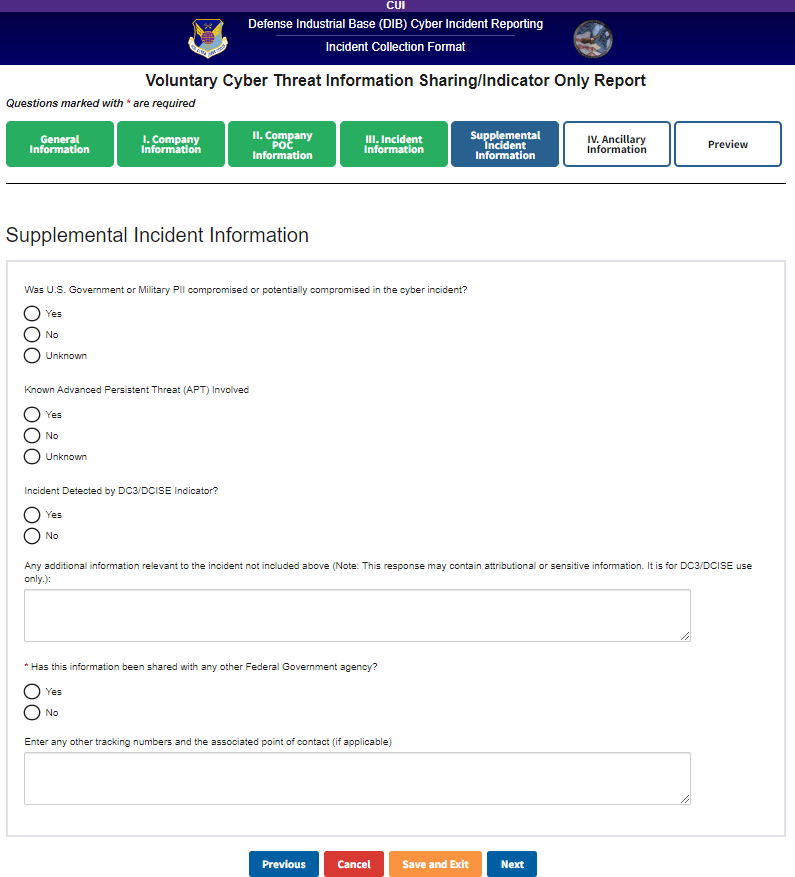 CUI
Defense Industrial Base (DIB) Cyber Incident Reporting
Incident Collection Format
Voluntary Cyber Threat Information Sharing/Indicator Only Report
Questions marked with * are required
General
Information
I. Company
Information
II. Company
POC
Information
III. Incident
Information
Supplemental
Incident
Information
IV. Ancillary
Information
Preview
Supplemental Incident Information
Was U.S. Government or Military PII compromised or potentially compromised in the cyber incident?
Yes
No
Unknown
Known Advanced Persistent Threat (APT) Involved
Yes
No
Unknown
Incident Detected by DC3/DCISE Indicator?
Yes
No
Any additional information relevant to the incident not included above (Note: This response may contain attributional or sensitive information. It is for DC3/DCISE use
only.):
* Has this information been shared with any other Federal Government agency?
Yes
No
Enter any other tracking numbers and the associated point of contact (if applicable)
Previous
Cancel
Save and Exit
Next